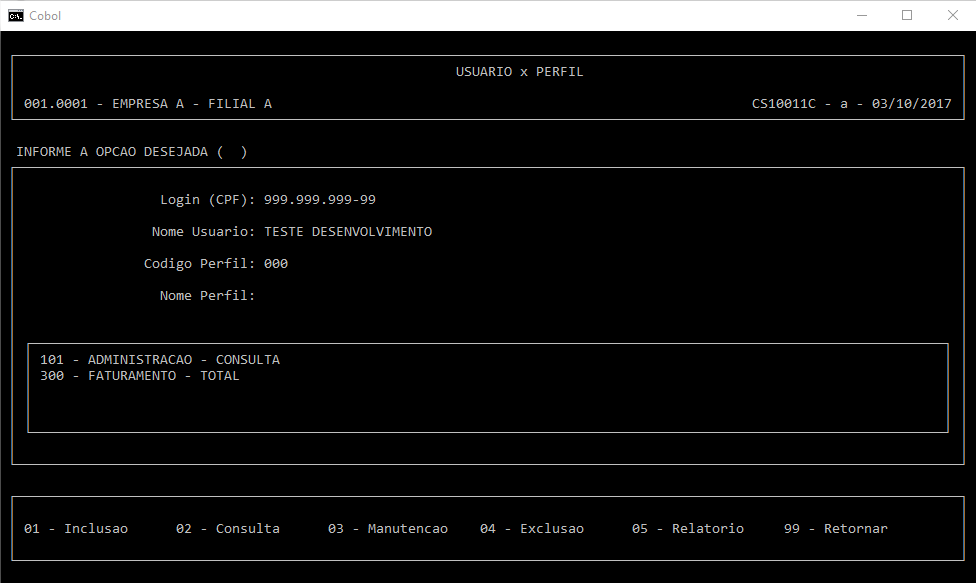 Cobol
USUARIO x PERFIL
001.0001 - EMPRESA A - FILIAL A CS10011C - a - 03/10/2017
INFORME A OPCAO DESEJADA (  )
Login (CPF): 999.999.999-99
Nome Usuario: TESTE DESENVOLVIMENTO
Codigo Perfil: 000
Nome Perfil:
101 - ADMINISTRACAO - CONSULTA
300 - FATURAMENTO - TOTAL
01 - Inclusao 02 - Consulta 03 - Manutencao 04 - Exclusao 05 - Relatorio 99 - Retornar